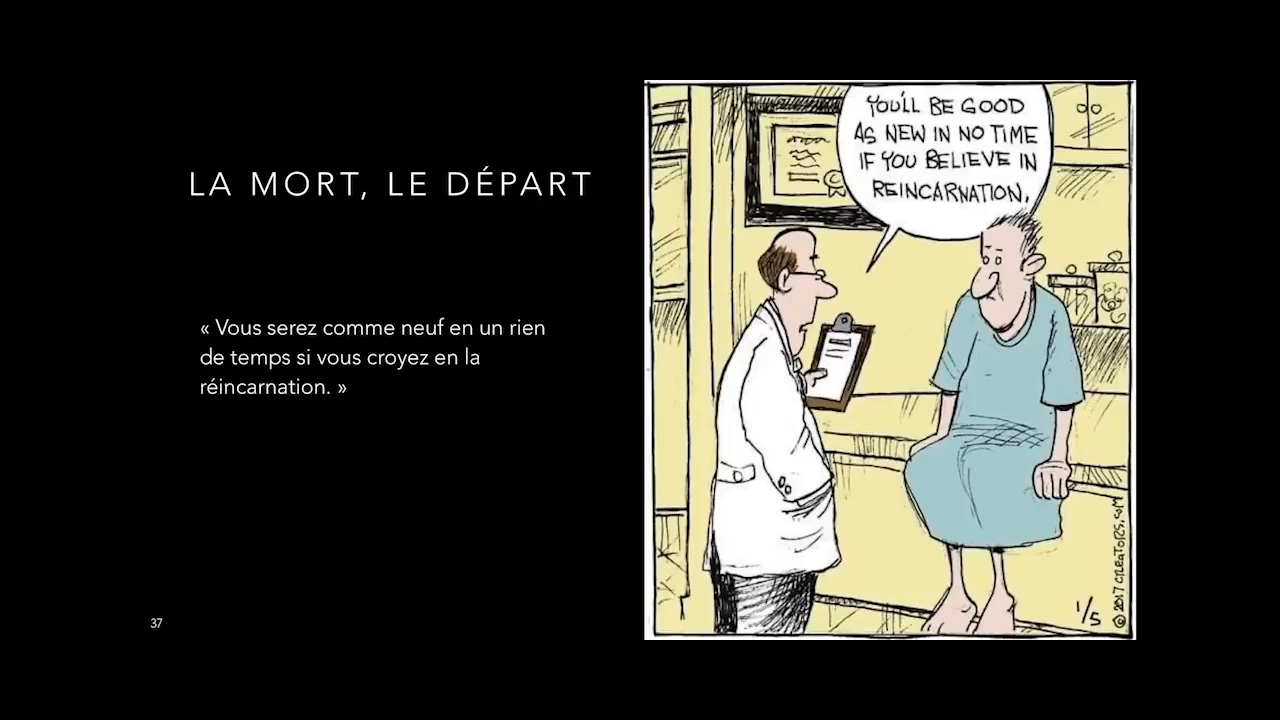 LA MORT, LE DÉPART
« Vous serez comme neuf en un rien
de temps si vous croyez en la
réincarnation. »
37
YOU'LL BE GOOD
AS NEW IN NO TIME
IF YOU BELIEVE IN
REINCARNATION.
1/5
© 2017 CREATORS.COM